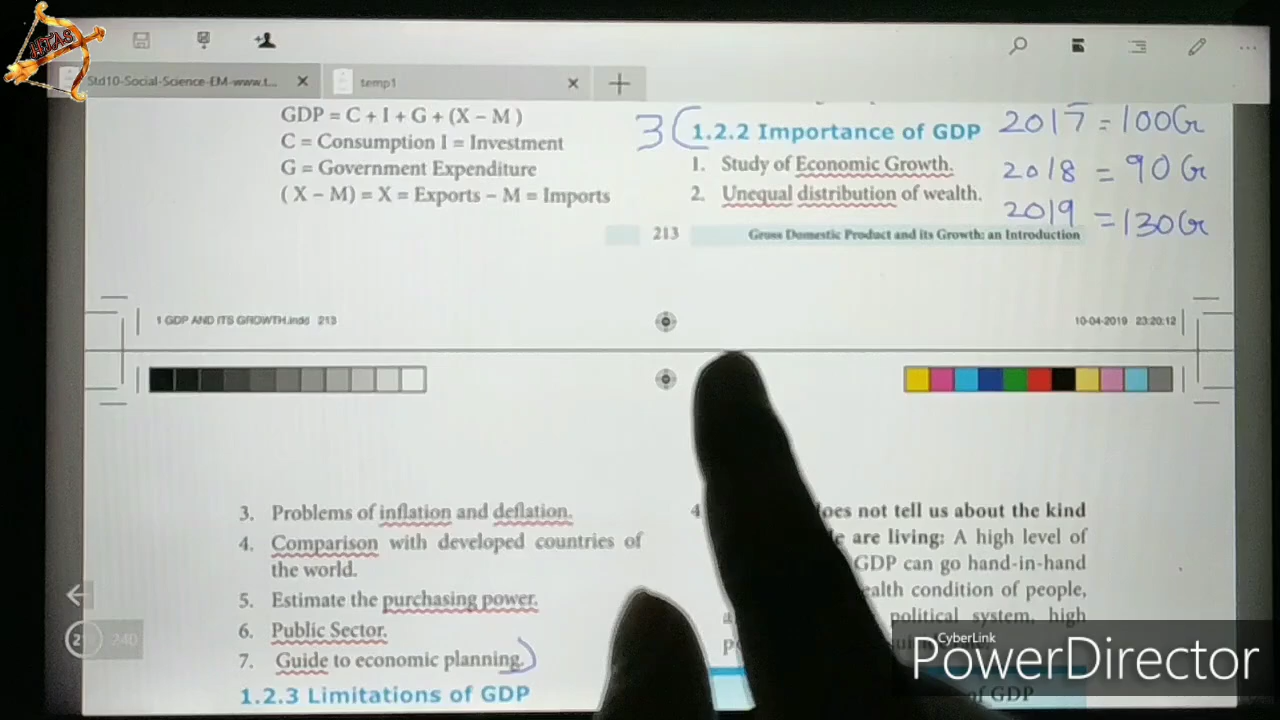 HTAS
Std10-Social-Science-EM-www.t...
temp1
GDP = C + I + G + (X – M )
C = Consumption I = Investment
G = Government Expenditure
( X – M) = X = Exports – M = Imports
3
1.2.2 Importance of GDP
1. Study of Economic Growth.
2. Unequal distribution of wealth.
2017 = 100Cr
2018 = 90Cr
2019 = 130Cr
213
Gross Domestic Product and its Growth: an Introduction
1 GDP AND ITS GROWTH.indd 213
10-04-2019 23:20:12
3. Problems of inflation and deflation.
4. Comparison with developed countries of
the world.
5. Estimate the purchasing power.
6. Public Sector.
7. Guide to economic planning.
1.2.3 Limitations of GDP
240
4
does not tell us about the kind
are living: A high level of
GDP can go hand-in-hand
condition of people,
political system, high
of GDP
CyberLink
PowerDirector